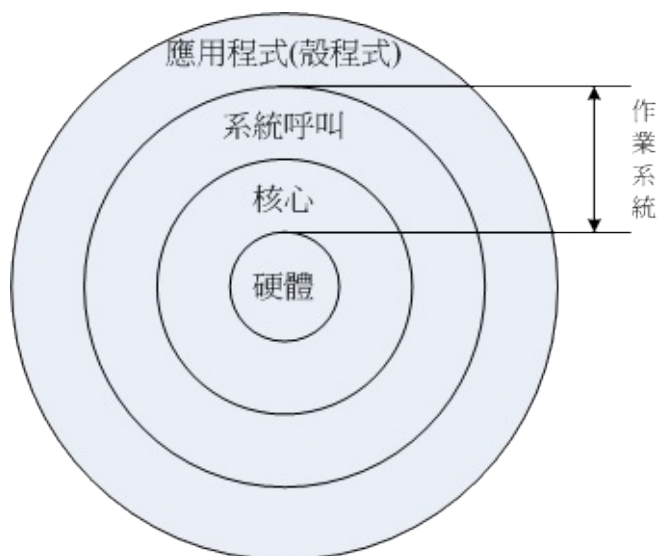 應用程式(殼程式)
系統呼叫
核心
硬體
作業系統